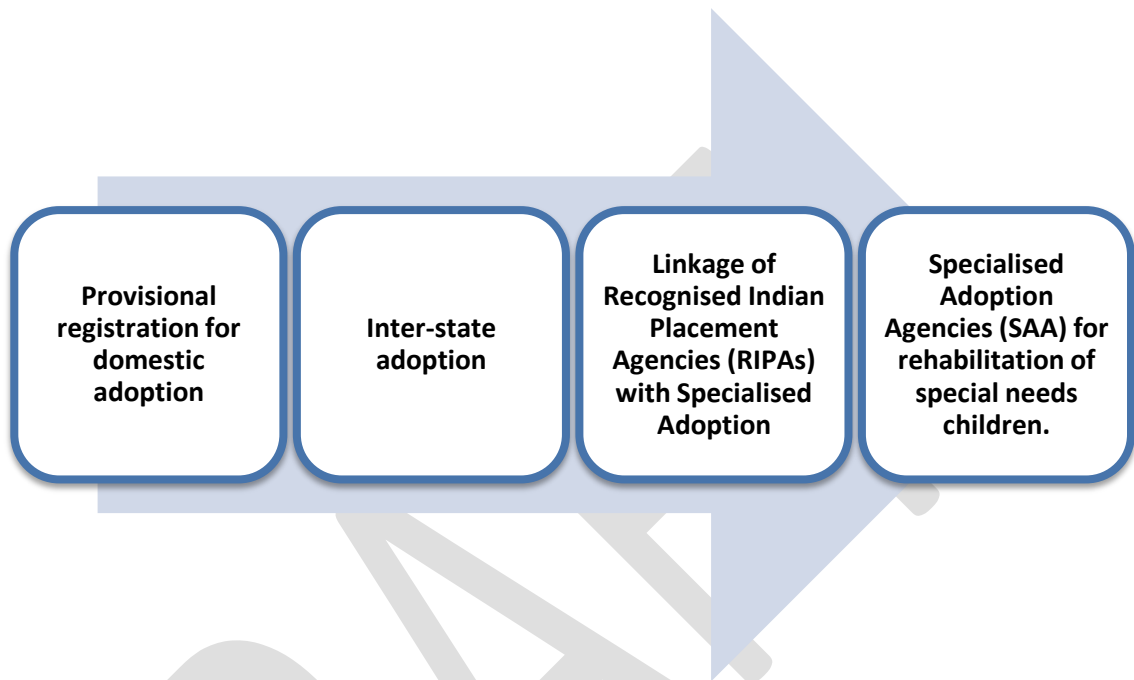 Provisional
registration for
domestic
adoption
Inter-state
adoption
Linkage of
Recognised Indian
Placement
Agencies (RIPAs)
with Specialised
Adoption
Specialised
Adoption
Agencies (SAA) for
rehabilitation of
special needs
children.